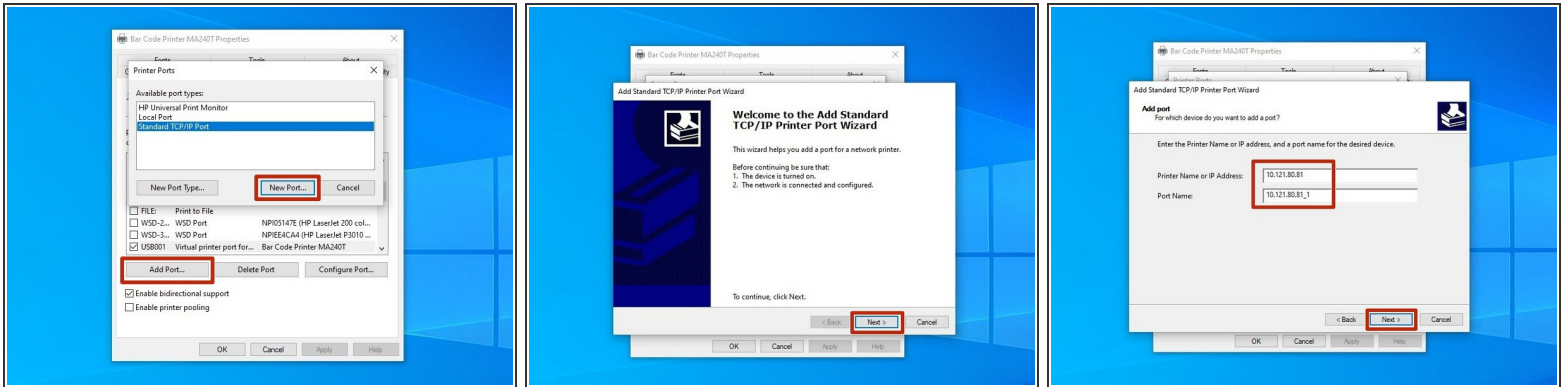 Bar Code Printer MA240T Properties
Fonts Tools About
Printer Ports
Available port types:
HP Universal Print Monitor
Local Port
Standard TCP/IP Port
New Port Type... New Port... Cancel
FILE: Print to File
WSD-2... WSD Port NPI05147E (HP LaserJet 200 col...
WSD-3... WSD Port NPIEE4CA4 (HP LaserJet P3010 ...
USB001 Virtual printer port for... Bar Code Printer MA240T
Add Port... Delete Port Configure Port...
Enable bidirectional support
Enable printer pooling
OK Cancel Apply Help
Bar Code Printer MA240T Properties
Fonts Tools About
Add Standard TCP/IP Printer Port Wizard
Welcome to the Add Standard
TCP/IP Printer Port Wizard
This wizard helps you add a port for a network printer.
Before continuing be sure that:
1. The device is turned on.
2. The network is connected and configured.
To continue, click Next.
< Back Next > Cancel
OK Cancel Apply Help
Bar Code Printer MA240T Properties
Fonts Tools About
Printer Ports
Add Standard TCP/IP Printer Port Wizard
Add port
For which device do you want to add a port?
Enter the Printer Name or IP address, and a port name for the desired device.
Printer Name or IP Address: 10.121.80.81
Port Name: 10.121.80.81_1
< Back Next > Cancel
OK Cancel Apply Help